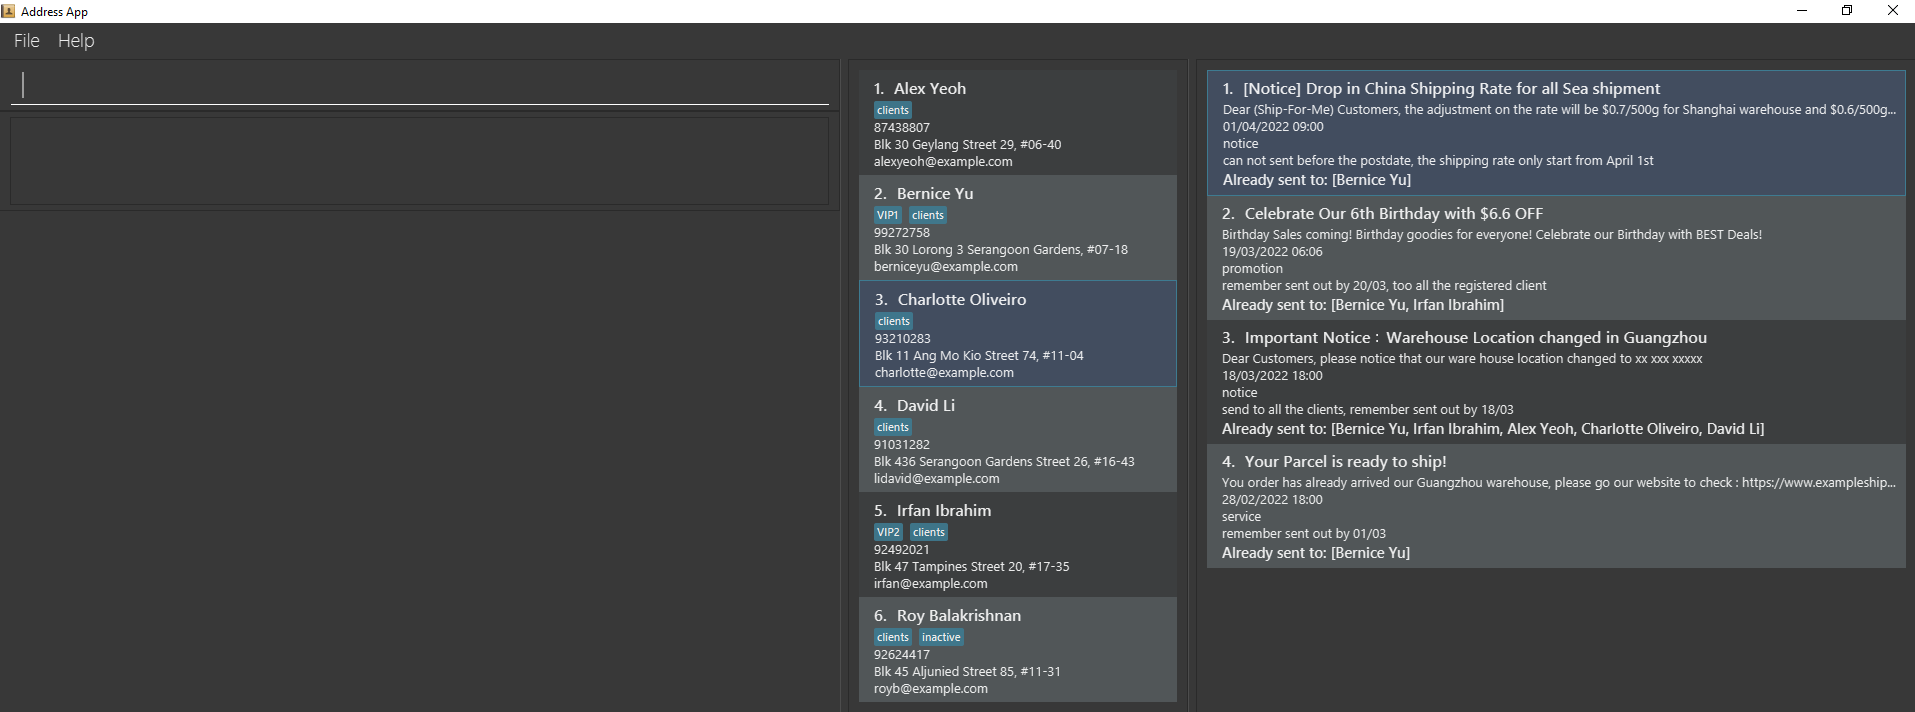 Address App
File Help
1. Alex Yeoh
clients
87438807
Blk 30 Geylang Street 29, #06-40
alexyeoh@example.com
2. Bernice Yu
VIP1 clients
99272758
Blk 30 Lorong 3 Serangoon Gardens, #07-18
berniceyu@example.com
3. Charlotte Oliveiro
clients
93210283
Blk 11 Ang Mo Kio Street 74, #11-04
charlotte@example.com
4. David Li
clients
91031282
Blk 436 Serangoon Gardens Street 26, #16-43
lidavid@example.com
5. Irfan Ibrahim
VIP2 clients
92492021
Blk 47 Tampines Street 20, #17-35
irfan@example.com
6. Roy Balakrishnan
clients inactive
92624417
Blk 45 Aljunied Street 85, #11-31
royb@example.com
1. [Notice] Drop in China Shipping Rate for all Sea shipment
Dear (Ship-For-Me) Customers, the adjustment on the rate will be $0.7/500g for Shanghai warehouse and $0.6/500g...
01/04/2022 09:00
notice
can not sent before the postdate, the shipping rate only start from April 1st
Already sent to: [Bernice Yu]
2. Celebrate Our 6th Birthday with $6.6 OFF
Birthday Sales coming! Birthday goodies for everyone! Celebrate our Birthday with BEST Deals!
19/03/2022 06:06
promotion
remember sent out by 20/03, too all the registered client
Already sent to: [Bernice Yu, Irfan Ibrahim]
3. Important Notice：Warehouse Location changed in Guangzhou
Dear Customers, please notice that our ware house location changed to xx xxx xxxxx
18/03/2022 18:00
notice
send to all the clients, remember sent out by 18/03
Already sent to: [Bernice Yu, Irfan Ibrahim, Alex Yeoh, Charlotte Oliveiro, David Li]
4. Your Parcel is ready to ship!
You order has already arrived our Guangzhou warehouse, please go our website to check : https://www.exampleship...
28/02/2022 18:00
service
remember sent out by 01/03
Already sent to: [Bernice Yu]